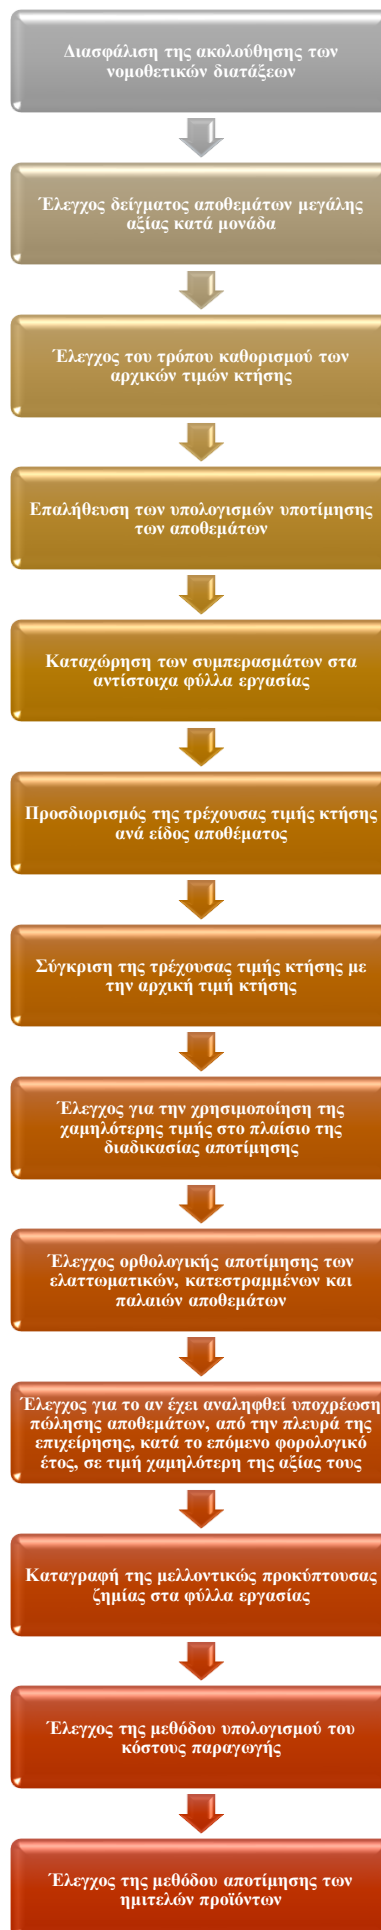 Διασφάλιση της ακολούθησης των
νομοθετικών διατάξεων
Έλεγχος δείγματος αποθεμάτων μεγάλης
αξίας κατά μονάδα
Έλεγχος του τρόπου καθορισμού των
αρχικών τιμών κτήσης
Επαλήθευση των υπολογισμών υποτίμησης
των αποθεμάτων
Καταχώρηση των συμπερασμάτων στα
αντίστοιχα φύλλα εργασίας
Προσδιορισμός της τρέχουσας τιμής κτήσης
ανά είδος αποθέματος
Σύγκριση της τρέχουσας τιμής κτήσης με
την αρχική τιμή κτήσης
Έλεγχος για την χρησιμοποίηση της
χαμηλότερης τιμής στο πλαίσιο της
διαδικασίας αποτίμησης
Έλεγχος ορθολογικής αποτίμησης των
ελαττωματικών, κατεστραμμένων και
παλαιών αποθεμάτων
Έλεγχος για το αν έχει αναληφθεί υποχρέωση
πώλησης αποθεμάτων, από την πλευρά της
επιχείρησης, κατά το επόμενο φορολογικό
έτος, σε τιμή χαμηλότερη της αξίας τους
Καταγραφή της μελλοντικώς προκύπτουσας
ζημίας στα φύλλα εργασίας
Έλεγχος της μεθόδου υπολογισμού του
κόστους παραγωγής
Έλεγχος της μεθόδου αποτίμησης των
ημιτελών προϊόντων